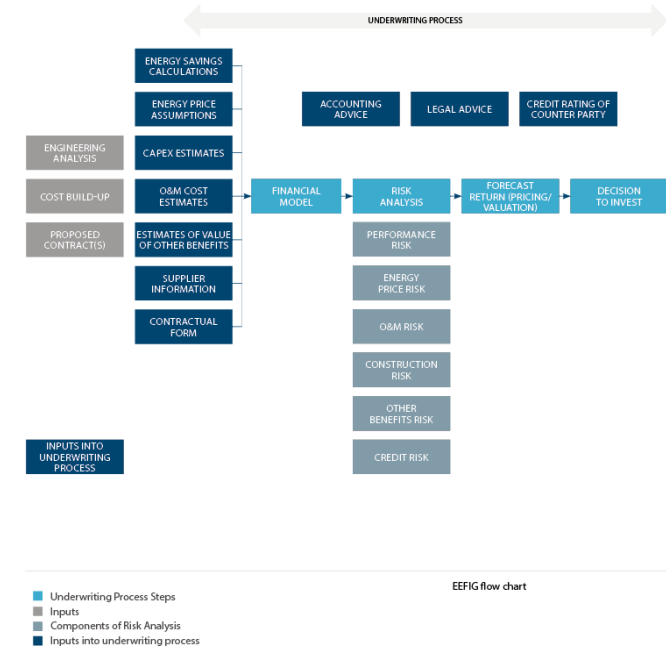 UNDERWRITING PROCESS
ENERGY SAVINGS
CALCULATIONS
ENERGY PRICE
ASSUMPTIONS
ACCOUNTING
ADVICE
LEGAL ADVICE
CREDIT RATING OF
COUNTER PARTY
ENGINEERING
ANALYSIS
CAPEX ESTIMATES
COST BUILD-UP
O&M COST
ESTIMATES
FINANCIAL
MODEL
RISK
ANALYSIS
FORECAST
RETURN (PRICING/
VALUATION)
DECISION
TO INVEST
PROPOSED
CONTRACT(S)
ESTIMATES OF VALUE
OF OTHER BENEFITS
PERFORMANCE
RISK
SUPPLIER
INFORMATION
ENERGY
PRICE RISK
CONTRACTUAL
FORM
O&M RISK
CONSTRUCTION
RISK
OTHER
BENEFITS RISK
INPUTS INTO
UNDERWRITING
PROCESS
CREDIT RISK
EEFIG flow chart
Underwriting Process Steps
Inputs
Components of Risk Analysis
Inputs into underwriting process